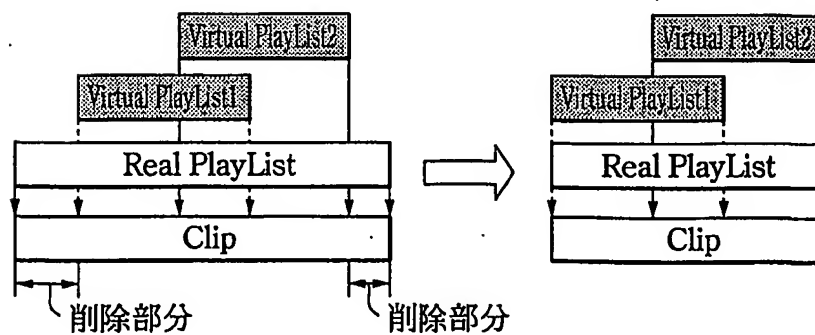 Virtual PlayList2
Virtual PlayList1
Real PlayList
Clip
削除部分
削除部分
Virtual PlayList2
Virtual PlayList1
Real PlayList
Clip